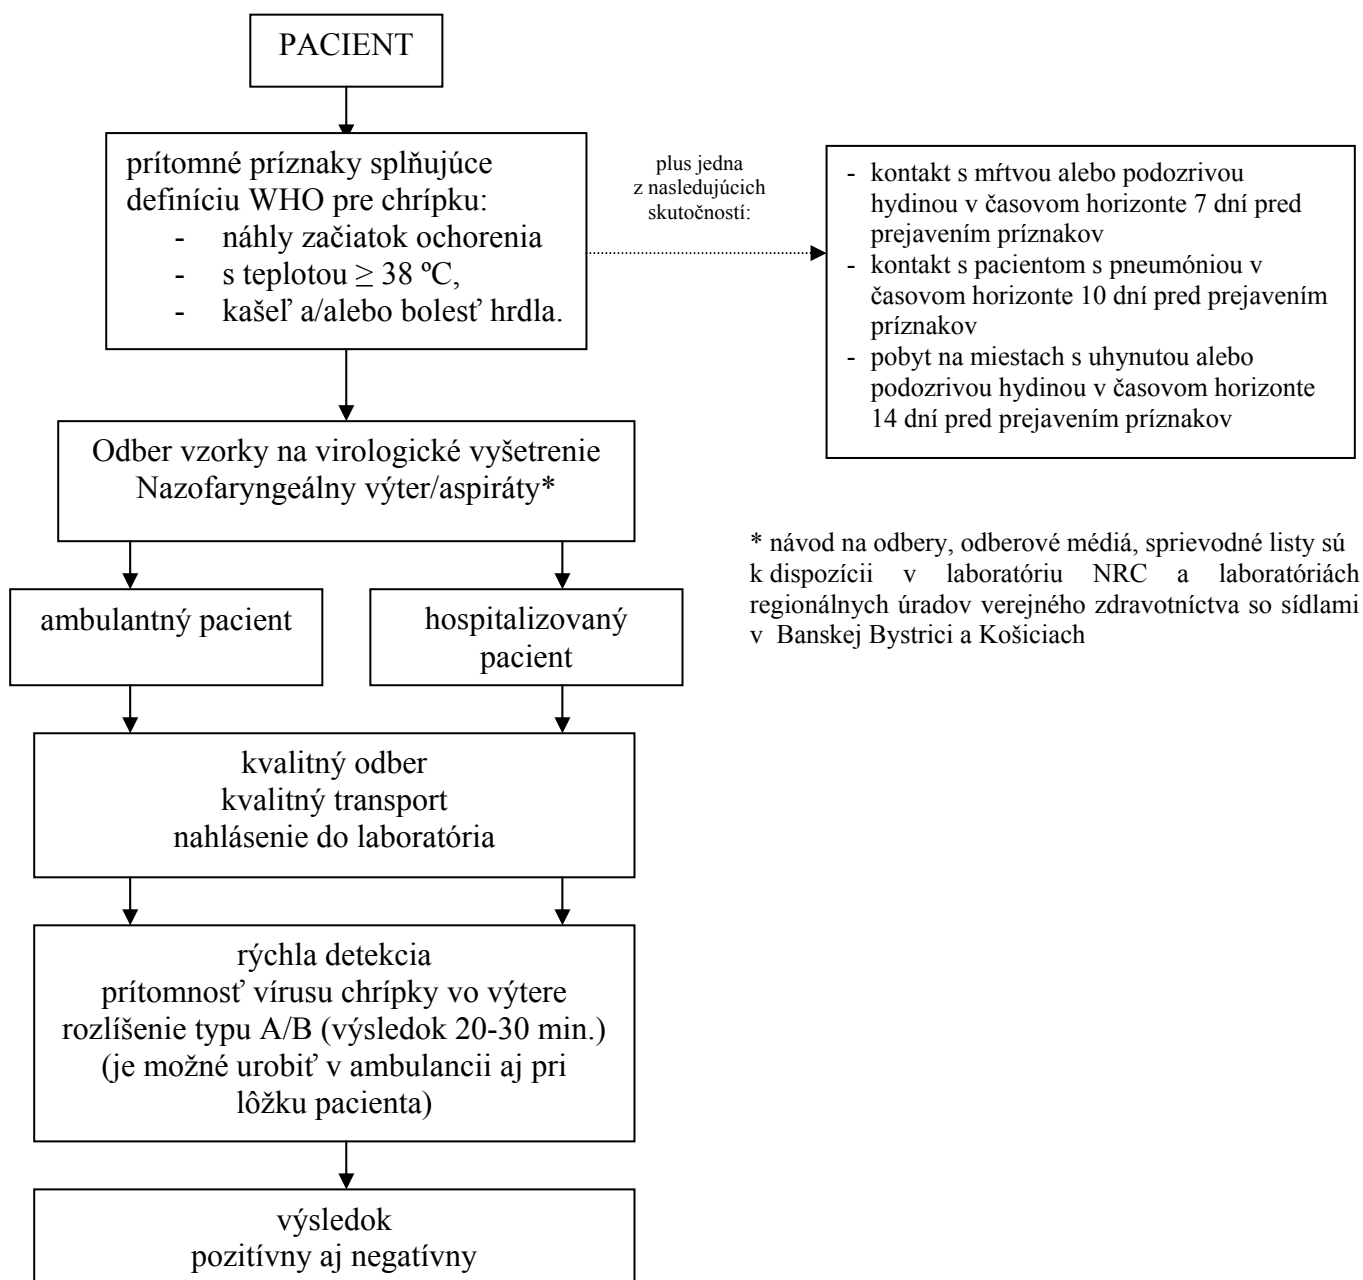 PACIENT
prítomné príznaky splňujúce
definíciu WHO pre chrípku:
- náhly začiatok ochorenia
- s teplotou ≥ 38 ºC,
- kašeľ a/alebo bolesť hrdla.
plus jedna
z nasledujúcich
skutočností:
- kontakt s mŕtvou alebo podozrivou
hydinou v časovom horizonte 7 dní pred
prejavením príznakov
- kontakt s pacientom s pneumóniou v
časovom horizonte 10 dní pred prejavením
príznakov
- pobyt na miestach s uhynutou alebo
podozrivou hydinou v časovom horizonte
14 dní pred prejavením príznakov
Odber vzorky na virologické vyšetrenie
Nazofaryngeálny výter/aspiráty*
* návod na odbery, odberové médiá, sprievodné listy sú
k dispozícii v laboratóriu NRC a laboratóriách
regionálnych úradov verejného zdravotníctva so sídlami
v Banskej Bystrici a Košiciach
ambulantný pacient
hospitalizovaný
pacient
kvalitný odber
kvalitný transport
nahlásenie do laboratória
rýchla detekcia
prítomnosť vírusu chrípky vo výtere
rozlíšenie typu A/B (výsledok 20-30 min.)
(je možné urobiť v ambulancii aj pri
lôžku pacienta)
výsledok
pozitívny aj negatívny